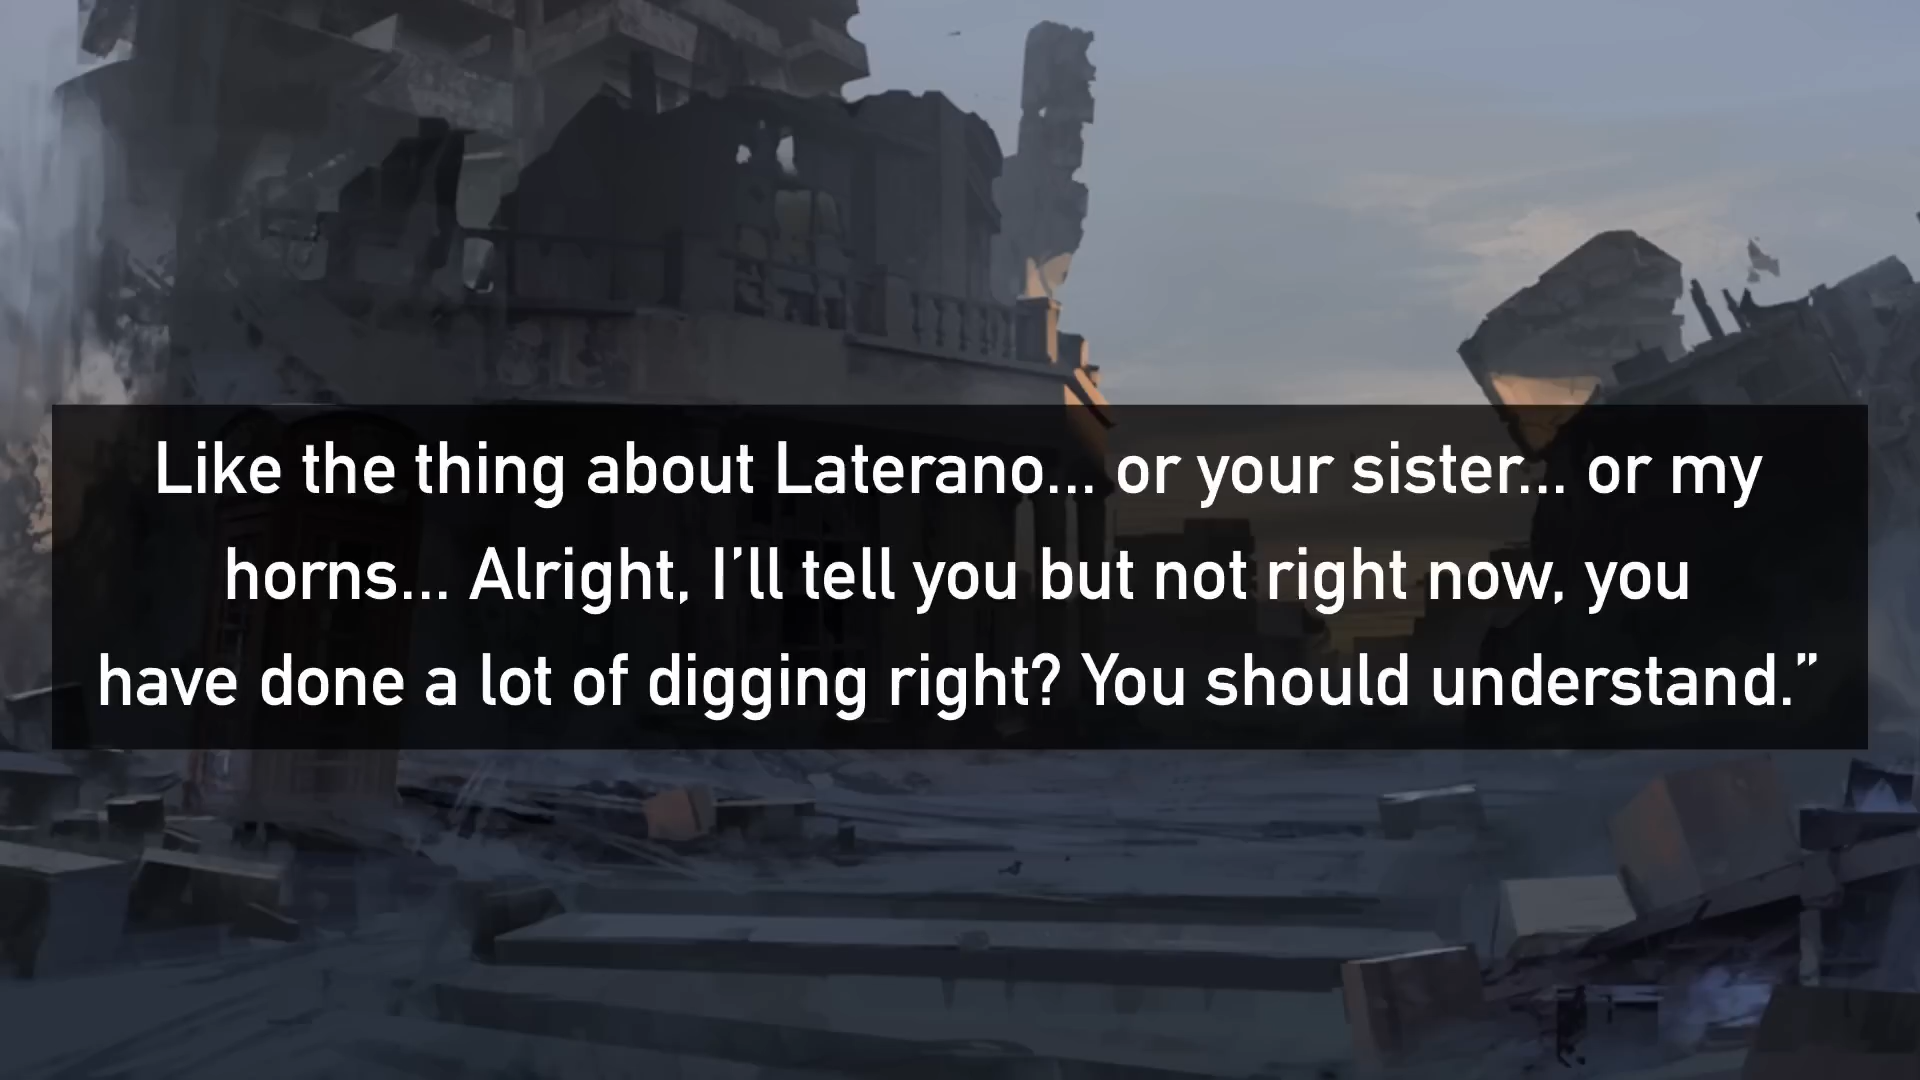 Like the thing about Laterano... or your sister... or my
horns... Alright, I’ll tell you but not right now, you
have done a lot of digging right? You should understand.”